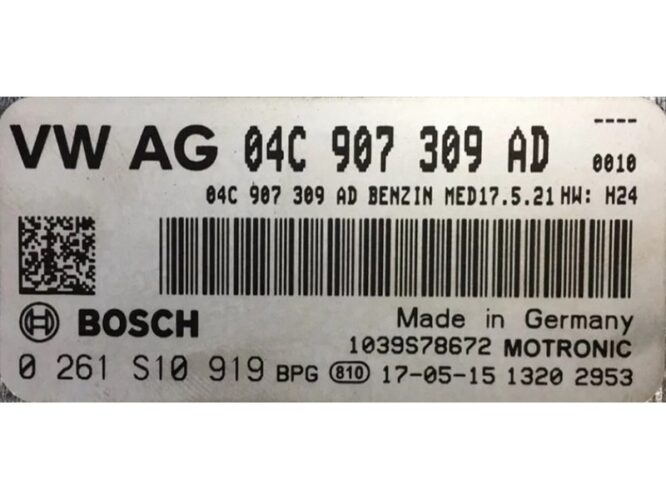 ----
VW AG 04C 907 309 AD 0010
04C 907 309 AD BENZIN MED17.5.21 HW: H24
BOSCH Made in Germany
1039S78672 MOTRONIC
0 261 S10 919 BPG 810 17-05-15 1320 2953